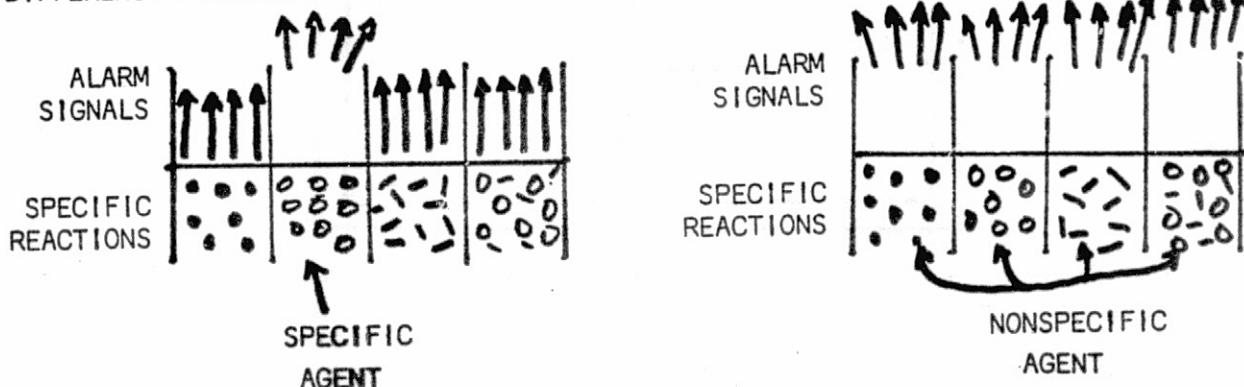 ALARM
SIGNALS
SPECIFIC
REACTIONS
SPECIFIC
AGENT
ALARM
SIGNALS
SPECIFIC
REACTIONS
NONSPECIFIC
AGENT